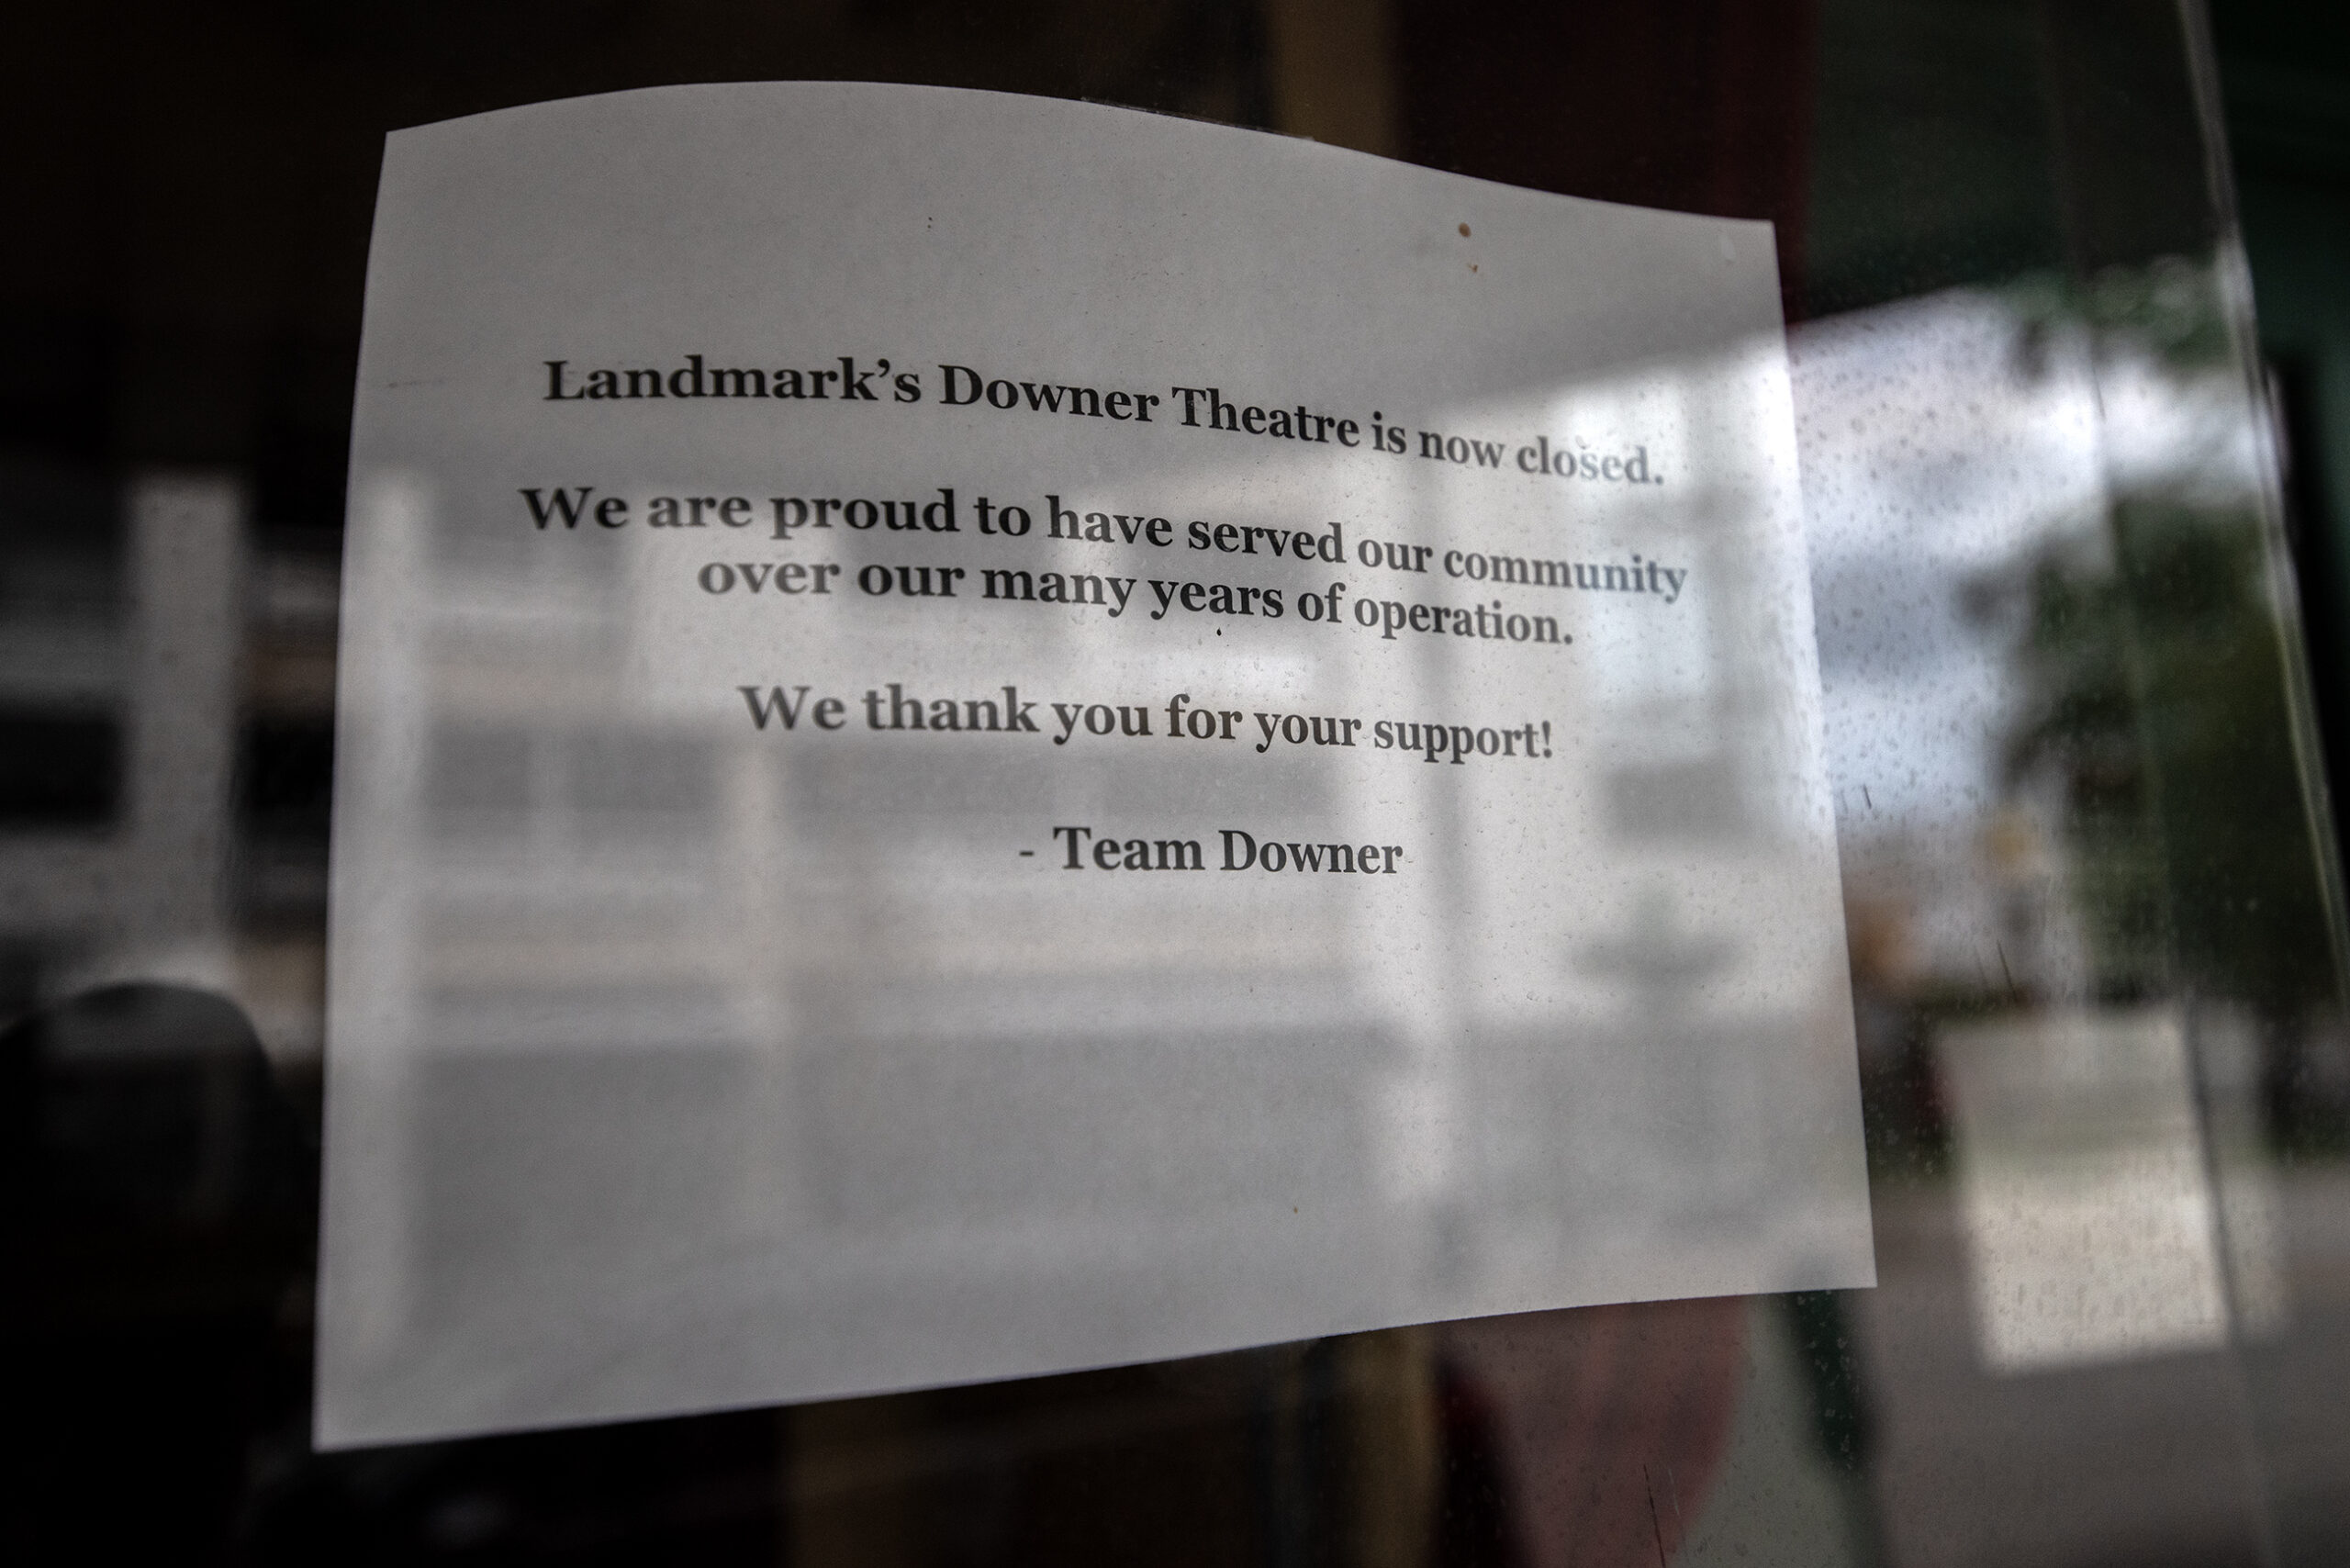 Landmark’s Downer Theatre is now closed.
We are proud to have served our community
over our many years of operation.
We thank you for your support!
- Team Downer